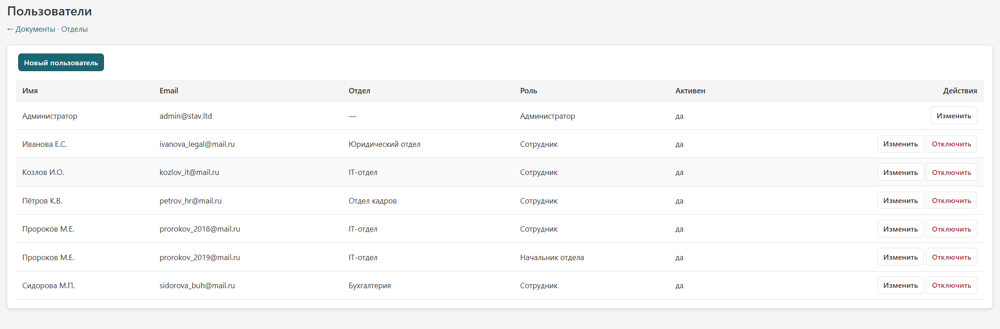 Пользователи
← Документы · Отделы
Новый пользователь
Имя Email Отдел Роль Активен Действия
Администратор admin@stav.ltd — Администратор да Изменить
Иванова Е.С. ivanova_legal@mail.ru Юридический отдел Сотрудник да Изменить Отключить
Козлов И.О. kozlov_it@mail.ru IT-отдел Сотрудник да Изменить Отключить
Пётров К.В. petrov_hr@mail.ru Отдел кадров Сотрудник да Изменить Отключить
Пророков М.Е. prorokov_2018@mail.ru IT-отдел Сотрудник да Изменить Отключить
Пророков М.Е. prorokov_2019@mail.ru IT-отдел Начальник отдела да Изменить Отключить
Сидорова М.П. sidorova_buh@mail.ru Бухгалтерия Сотрудник да Изменить Отключить